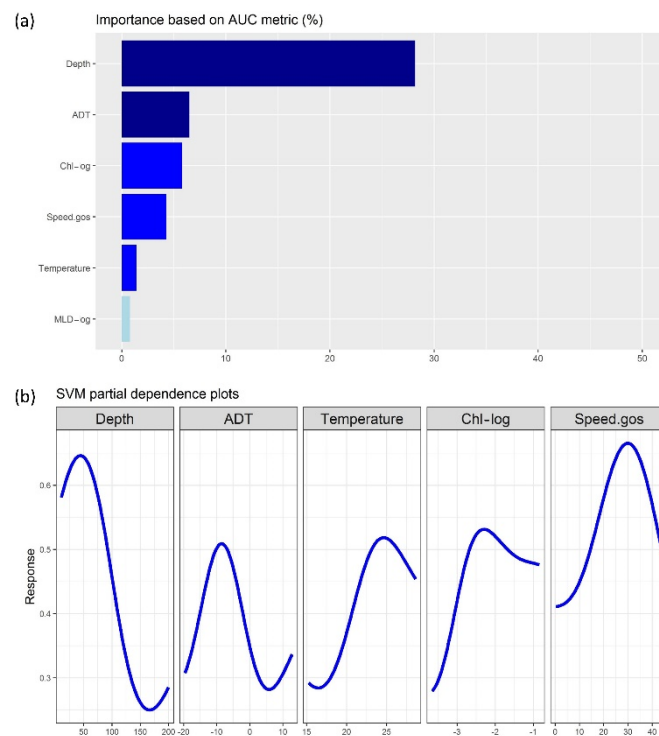 (a) Importance based on AUC metric (%)
Depth
ADT
Chl-og
Speed.gos
Temperature
MLD-og
0 10 20 30 40 50
(b) SVM partial dependence plots
Depth ADT Temperature Chl-log Speed.gos
Response
0.6
0.5
0.4
0.3
50 100 150 200 -20 -10 0 10 15 20 25 -3 -2 -1 0 10 20 30 40